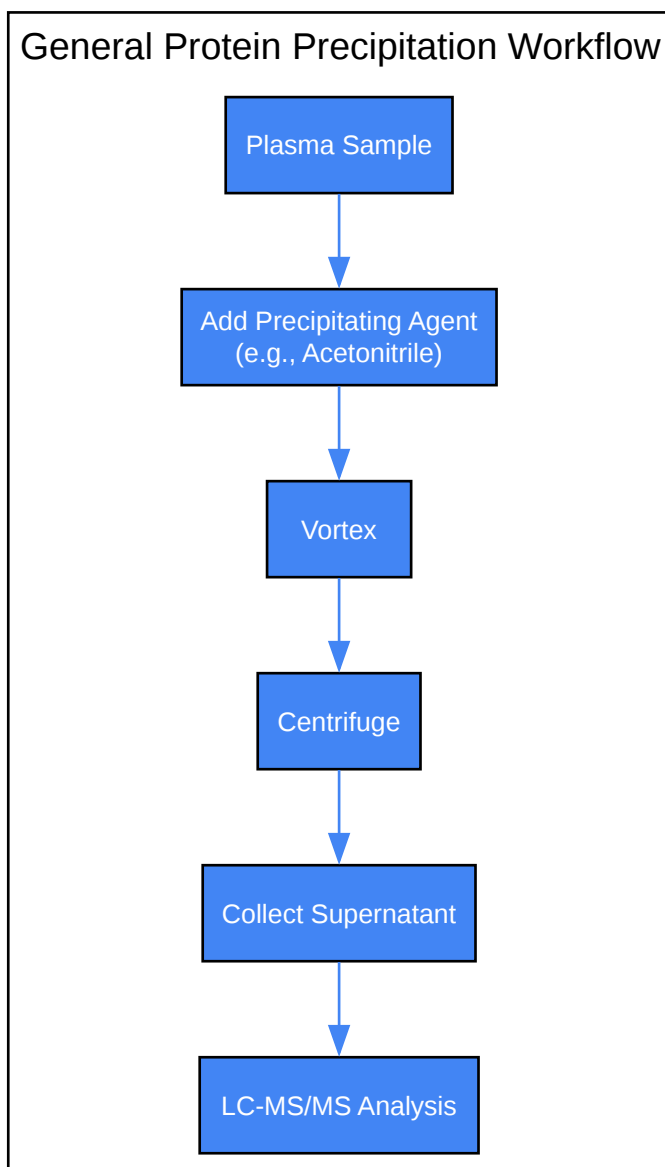 General Protein Precipitation Workflow
Plasma Sample
Add Precipitating Agent
(e.g., Acetonitrile)
Vortex
Centrifuge
Collect Supernatant
LC-MS/MS Analysis